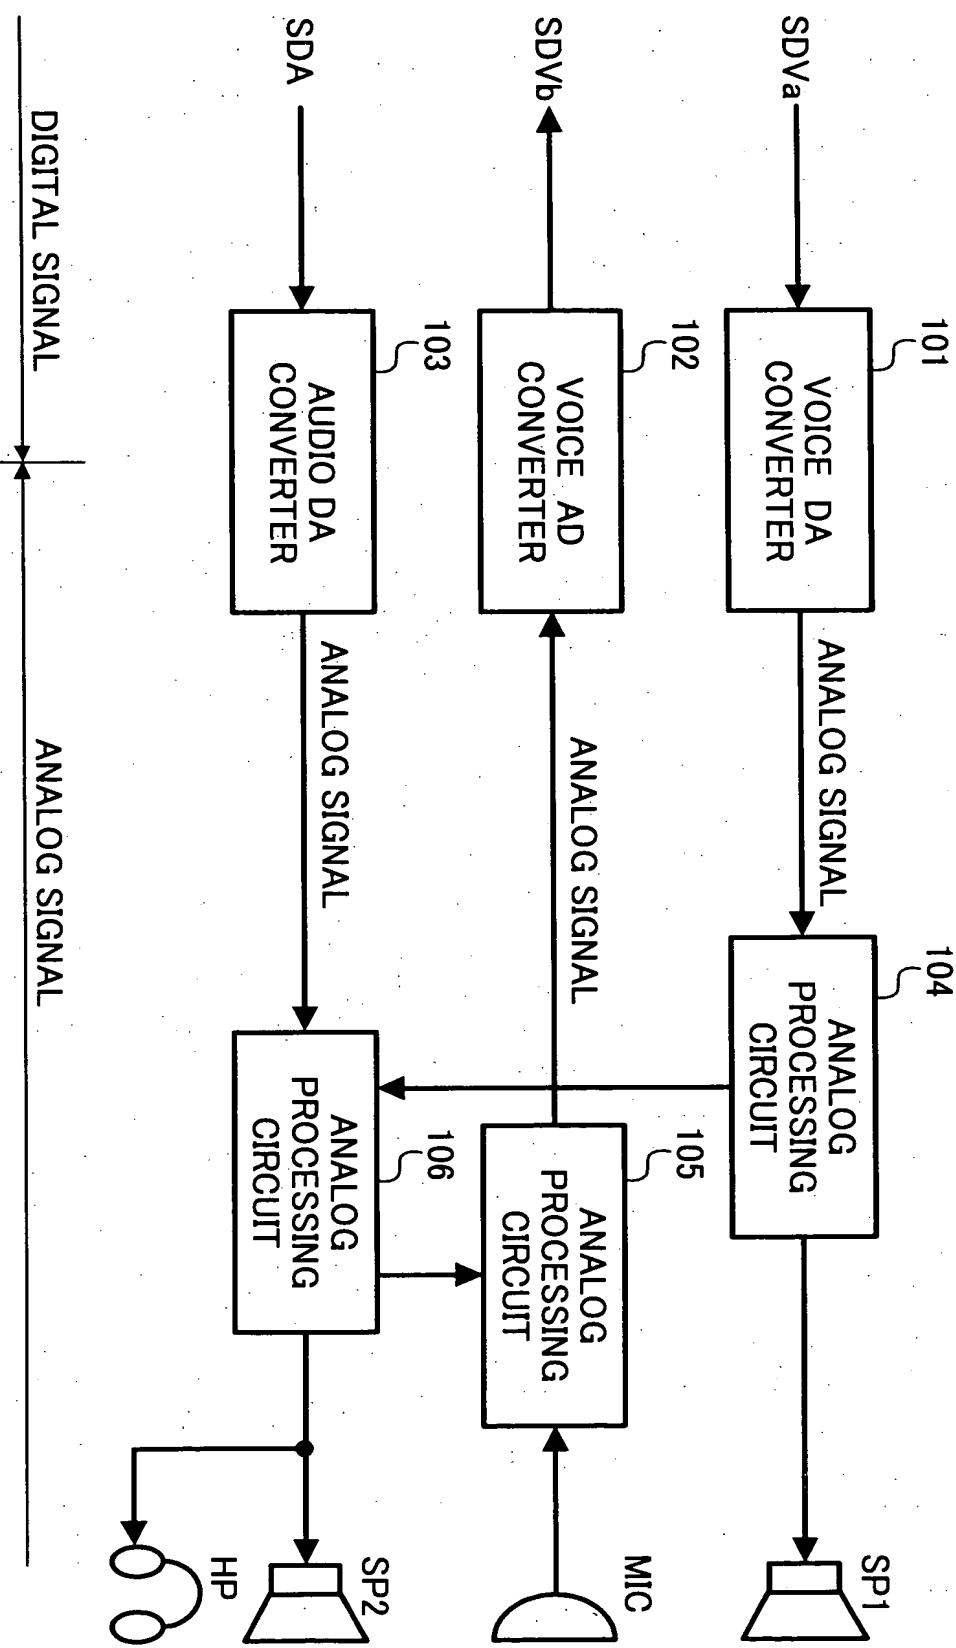 SDVa
101
VOICE DA
CONVERTER
ANALOG SIGNAL
104
ANALOG
PROCESSING
CIRCUIT
SP1
SDVb
102
VOICE AD
CONVERTER
ANALOG SIGNAL
105
ANALOG
PROCESSING
CIRCUIT
MIC
SDA
103
AUDIO DA
CONVERTER
ANALOG SIGNAL
106
ANALOG
PROCESSING
CIRCUIT
SP2
HP
DIGITAL SIGNAL
ANALOG SIGNAL